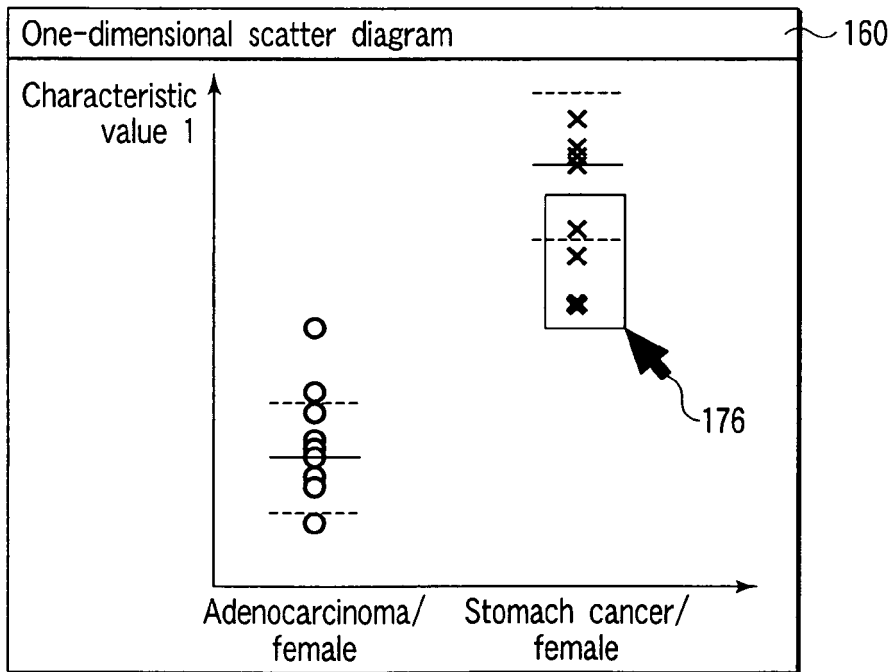 One-dimensional scatter diagram
160
Characteristic
value 1
176
Adenocarcinoma/
female
Stomach cancer/
female